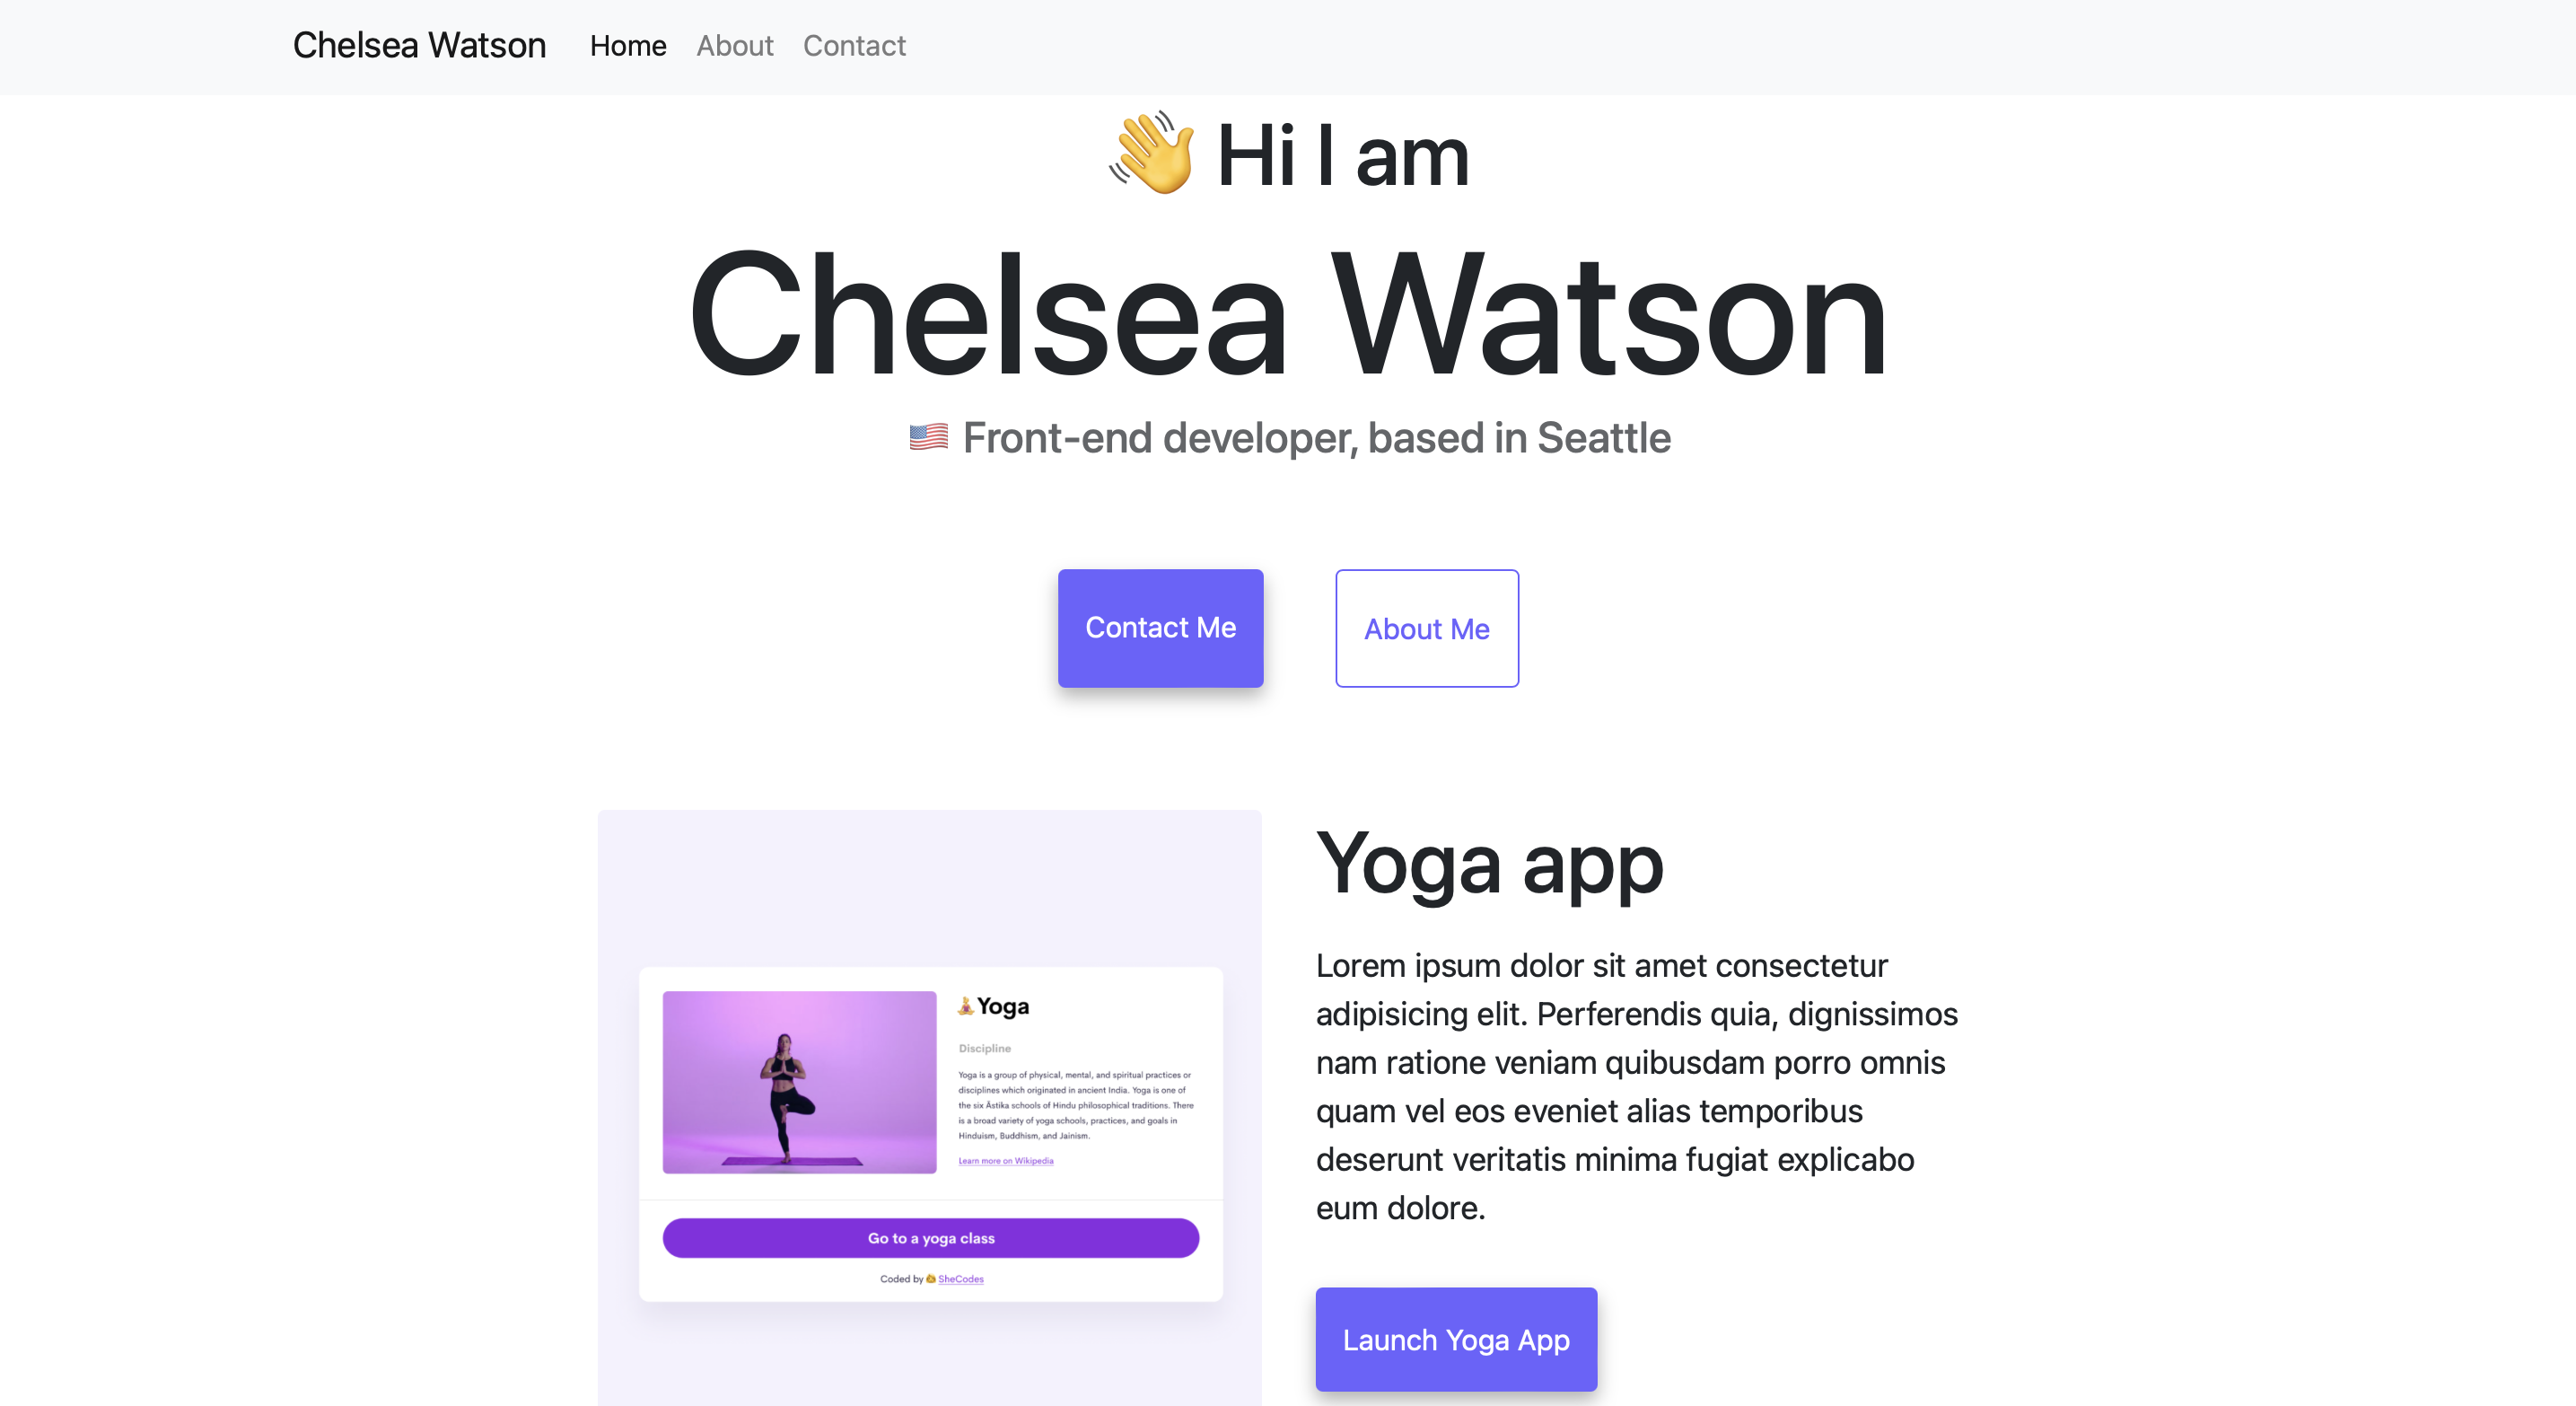 Chelsea Watson Home About Contact
👋 Hi I am
Chelsea Watson
🇺🇸 Front-end developer, based in Seattle
Contact Me
About Me
🧘Yoga
Discipline
Yoga is a group of physical, mental, and spiritual practices or
disciplines which originated in ancient India. Yoga is one of
the six Āstika schools of Hindu philosophical traditions. There
is a broad variety of yoga schools, practices, and goals in
Hinduism, Buddhism, and Jainism.
Learn more on Wikipedia
Go to a yoga class
Coded by SheCodes
Yoga app
Lorem ipsum dolor sit amet consectetur
adipisicing elit. Perferendis quia, dignissimos
nam ratione veniam quibusdam porro omnis
quam vel eos eveniet alias temporibus
deserunt veritatis minima fugiat explicabo
eum dolore.
Launch Yoga App